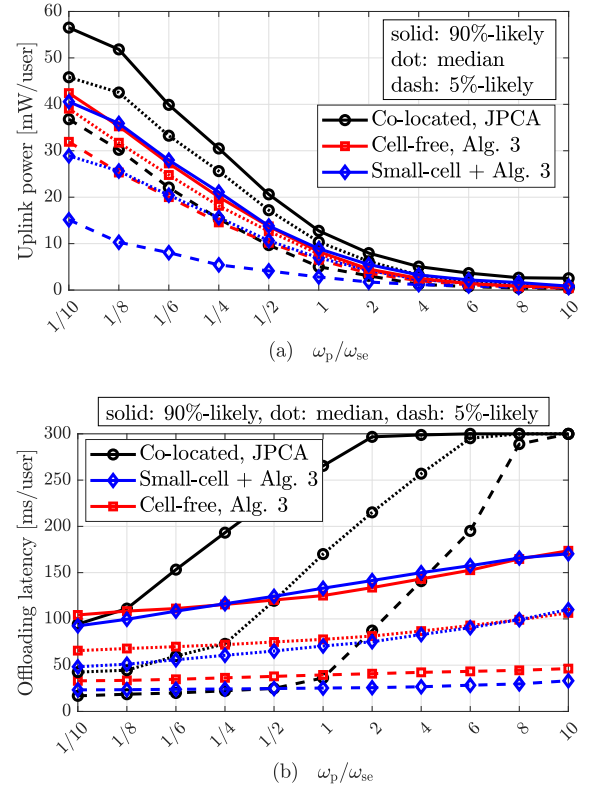 60
50
40
30
20
10
0
Uplink power [mW/user]
solid: 90%-likely
dot: median
dash: 5%-likely
Co-located, JPCA
Cell-free, Alg. 3
Small-cell + Alg. 3
1/10 1/8 1/6 1/4 1/2 1 2 4 6 8 10
(a) ωp/ωse
solid: 90%-likely, dot: median, dash: 5%-likely
300
250
200
150
100
50
0
Offloading latency [ms/user]
Co-located, JPCA
Small-cell + Alg. 3
Cell-free, Alg. 3
1/10 1/8 1/6 1/4 1/2 1 2 4 6 8 10
(b) ωp/ωse